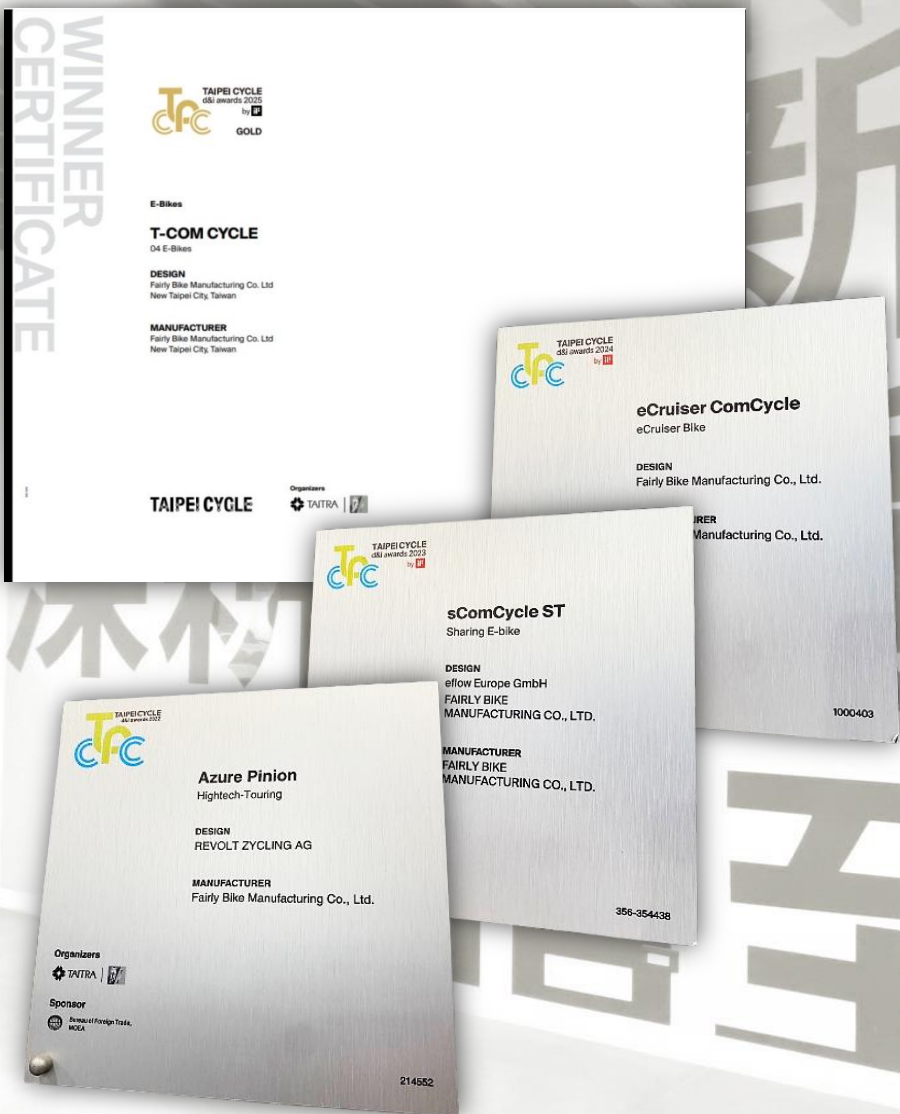 WINNER
CERTIFICATE
TAIPEI CYCLE
d&i awards 2025
by iF
GOLD
E-Bikes
T-COM CYCLE
04 E-Bikes
DESIGN
Fairly Bike Manufacturing Co. Ltd
New Taipei City, Taiwan
MANUFACTURER
Fairly Bike Manufacturing Co. Ltd
New Taipei City, Taiwan
TAIPEI CYCLE
Organizers
TAITRA
TAIPEI CYCLE
d&i awards 2024
by iF
eCruiser ComCycle
eCruiser Bike
DESIGN
Fairly Bike Manufacturing Co., Ltd.
URER
Manufacturing Co., Ltd.
1000403
TAIPEI CYCLE
d&i awards 2023
by iF
sComCycle ST
Sharing E-bike
DESIGN
eflow Europe GmbH
FAIRLY BIKE
MANUFACTURING CO., LTD.
MANUFACTURER
FAIRLY BIKE
MANUFACTURING CO., LTD.
356-354438
TAIPEI CYCLE
d&i awards 2022
Azure Pinion
Hightech-Touring
DESIGN
REVOLT ZYCLING AG
MANUFACTURER
Fairly Bike Manufacturing Co., Ltd.
Organizers
TAITRA
Sponsor
Bureau of Foreign Trade,
MOEA
214552